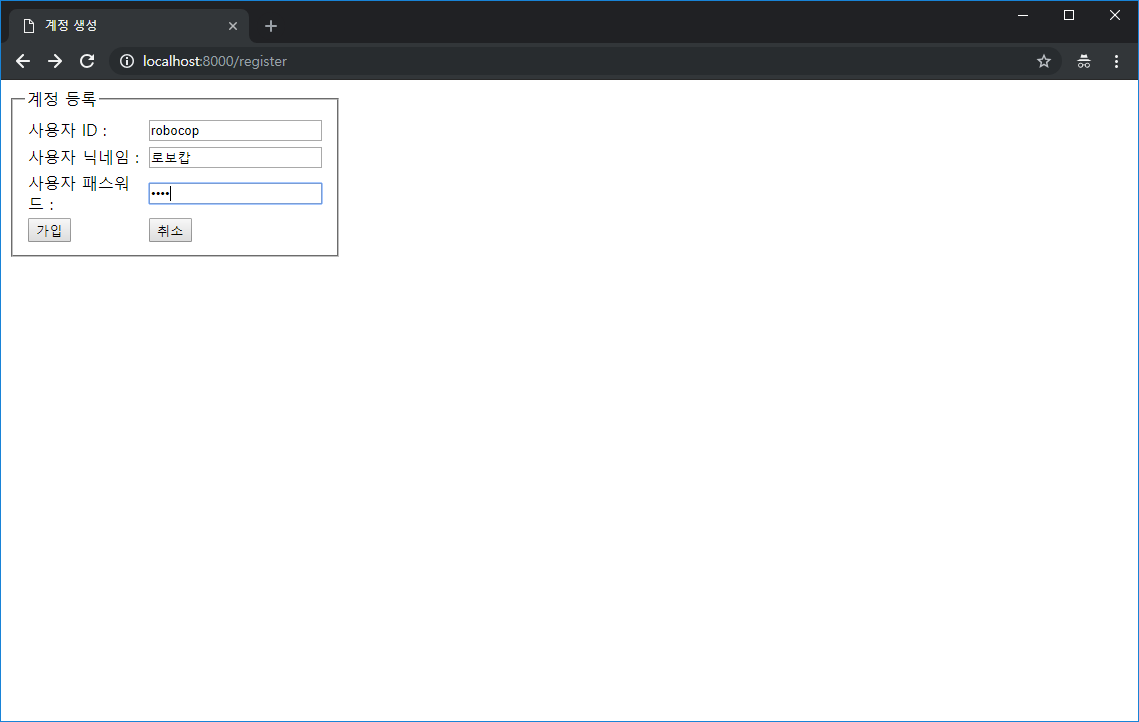 계정 생성
localhost:8000/register
계정 등록
사용자 ID : robocop
사용자 닉네임 : 로보캅
사용자 패스워
드 : ••••
가입 취소